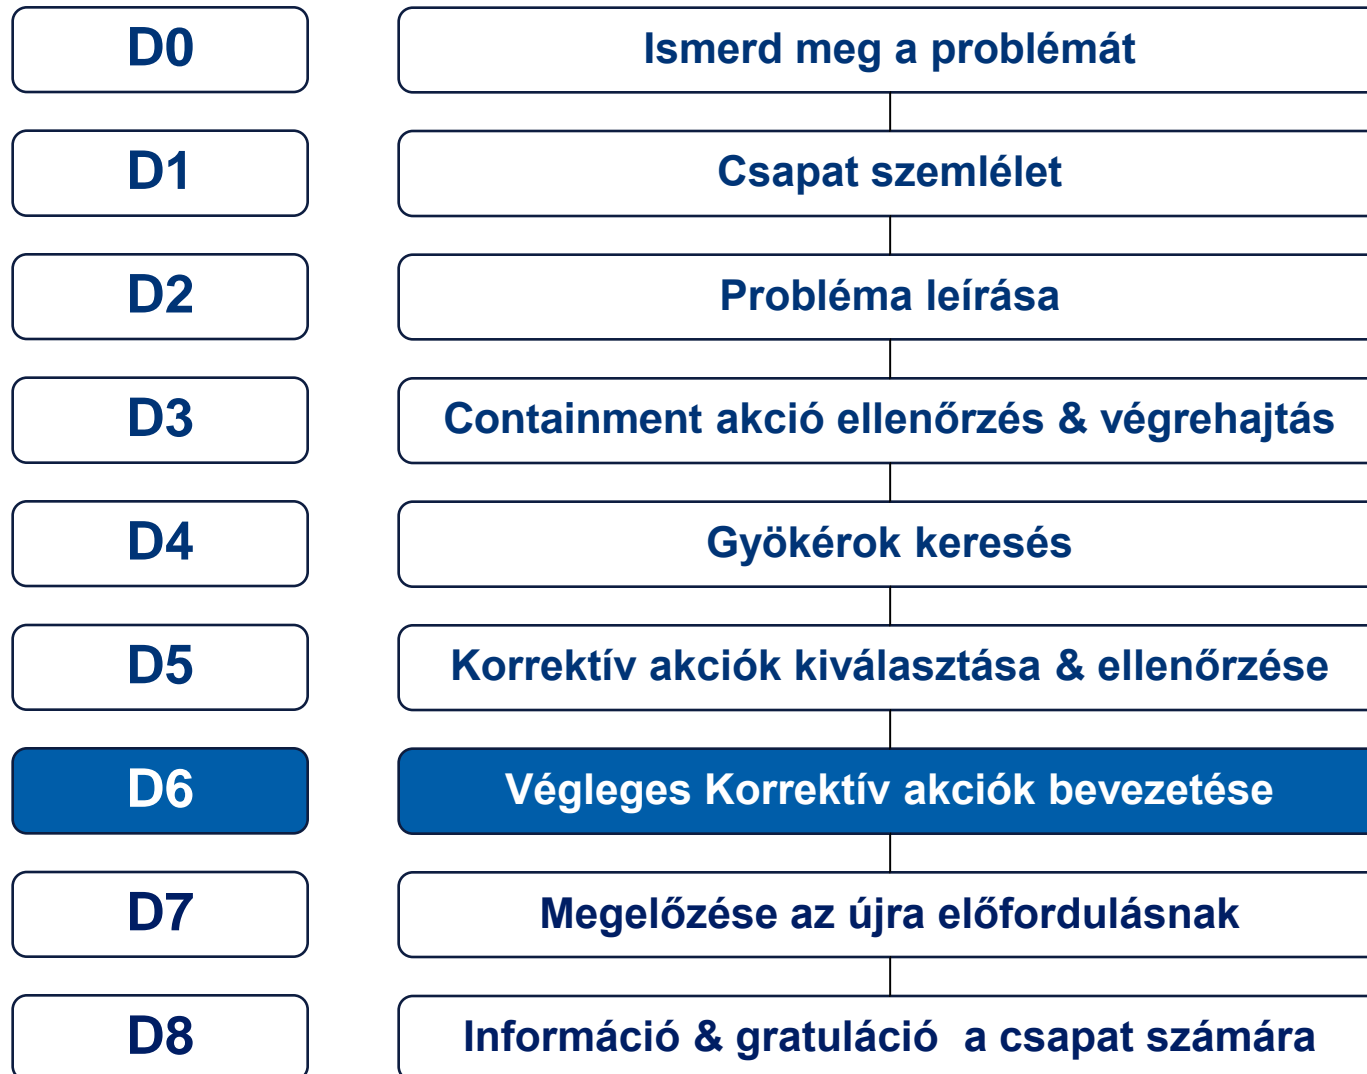 D0 Ismerd meg a problémát
D1 Csapat szemlélet
D2 Probléma leírása
D3 Containment akció ellenőrzés & végrehajtás
D4 Gyökérok keresés
D5 Korrektív akciók kiválasztása & ellenőrzése
D6 Végleges Korrektív akciók bevezetése
D7 Megelőzése az újra előfordulásnak
D8 Információ & gratuláció  a csapat számára